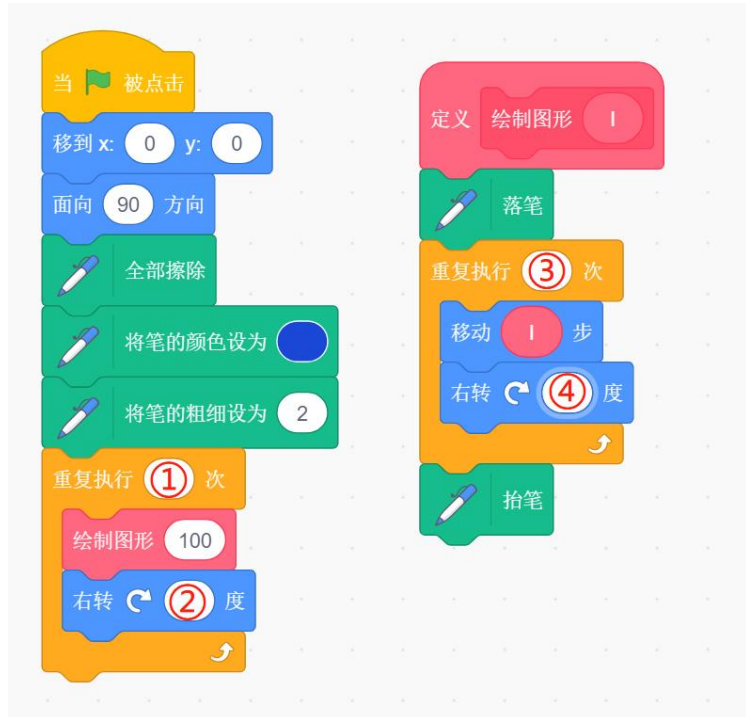 当 被点击
移到 x: 0 y: 0
面向 90 方向
全部擦除
将笔的颜色设为
将笔的粗细设为 2
重复执行 ① 次
绘制图形 100
右转 ② 度
定义 绘制图形 l
落笔
重复执行 ③ 次
移动 l 步
右转 ④ 度
抬笔